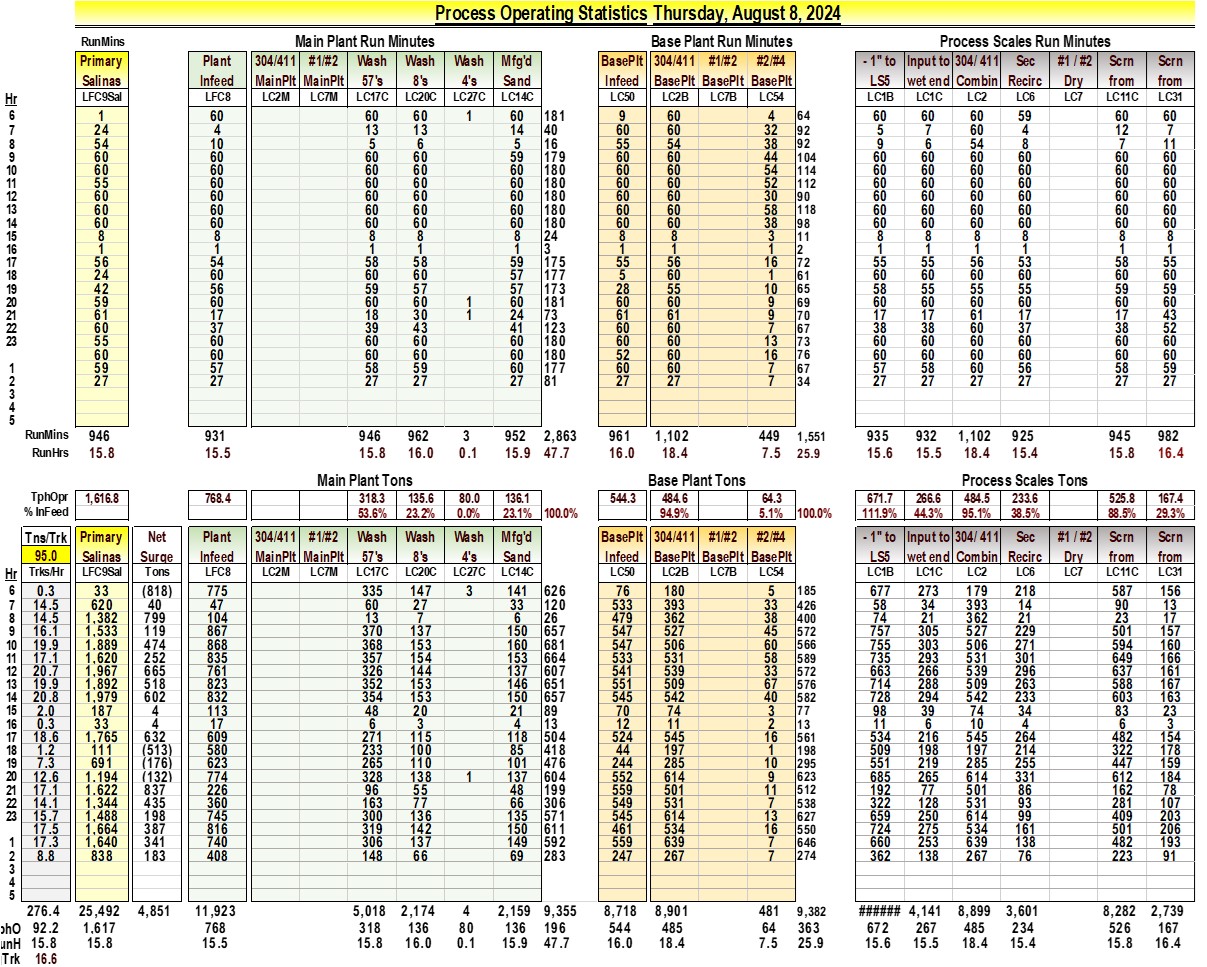 Process Operating Statistics Thursday, August 8, 2024
RunMins Main Plant Run Minutes Base Plant Run Minutes Process Scales Run Minutes
Primary Plant 304/411 #1/#2 Wash Wash Wash Mfg'd BasePlt 304/411 #1/#2 #2/#4 - 1" to Input to 304/ 411 Sec #1 / #2 Scrn Scrn
Salinas Infeed MainPlt MainPlt 57's 8's 4's Sand Infeed BasePlt BasePlt BasePlt LS5 wet end Combin Recirc Dry from from
Hr LFC9Sal LFC8 LC2M LC7M LC17C LC20C LC27C LC14C LC50 LC2B LC7B LC54 LC1B LC1C LC2 LC6 LC7 LC11C LC31
6 1 60 60 60 1 60 181 9 60 4 64 60 60 60 59 60 60
7 24 4 13 13 14 40 60 60 32 92 5 7 60 4 12 7
8 54 10 5 6 5 16 55 54 38 92 9 6 54 8 7 11
9 60 60 60 60 59 179 60 60 44 104 60 60 60 60 60 60
10 60 60 60 60 60 180 60 60 54 114 60 60 60 60 60 60
11 55 60 60 60 60 180 60 60 52 112 60 60 60 60 60 60
12 60 60 60 60 60 180 60 60 30 90 60 60 60 60 60 60
13 60 60 60 60 60 180 60 60 58 118 60 60 60 60 60 60
14 60 60 60 60 60 180 60 60 38 98 60 60 60 60 60 60
15 8 8 8 8 8 24 8 8 3 11 8 8 8 8 8 8
16 1 1 1 1 1 3 1 1 1 2 1 1 1 1 1 1
17 56 54 58 58 59 175 55 56 16 72 55 55 56 53 58 55
18 24 60 60 60 57 177 5 60 1 61 60 60 60 60 60 60
19 42 56 59 57 57 173 28 55 10 65 58 55 55 55 59 59
20 59 60 60 60 1 60 181 60 60 9 69 60 60 60 60 60 60
21 61 17 18 30 1 24 73 61 61 9 70 17 17 61 17 17 43
22 60 37 39 43 41 123 60 60 7 67 38 38 60 37 38 52
23 55 60 60 60 60 180 60 60 13 73 60 60 60 60 60 60
60 60 60 60 60 180 52 60 16 76 60 60 60 60 60 60
1 59 57 58 59 60 177 60 60 7 67 57 58 60 56 58 59
2 27 27 27 27 27 81 27 27 7 34 27 27 27 27 27 27
3
4
5
RunMins 946 931 946 962 3 952 2,863 961 1,102 449 1,551 935 932 1,102 925 945 982
RunHrs 15.8 15.5 15.8 16.0 0.1 15.9 47.7 16.0 18.4 7.5 25.9 15.6 15.5 18.4 15.4 15.8 16.4
Main Plant Tons Base Plant Tons Process Scales Tons
TphOpr 1,616.8 768.4 318.3 135.6 80.0 136.1 544.3 484.6 64.3 671.7 266.6 484.5 233.6 525.8 167.4
% InFeed 53.6% 23.2% 0.0% 23.1% 100.0% 94.9% 5.1% 100.0% 111.9% 44.3% 95.1% 38.5% 88.5% 29.3%
Tns/Trk Primary Net Plant 304/411 #1/#2 Wash Wash Wash Mfg'd BasePlt 304/411 #1/#2 #2/#4 - 1" to Input to 304/ 411 Sec #1 / #2 Scrn Scrn
95.0 Salinas Surge Infeed MainPlt MainPlt 57's 8's 4's Sand Infeed BasePlt BasePlt BasePlt LS5 wet end Combin Recirc Dry from from
Hr Trks/Hr LFC9Sal Tons LFC8 LC2M LC7M LC17C LC20C LC27C LC14C LC50 LC2B LC7B LC54 LC1B LC1C LC2 LC6 LC7 LC11C LC31
6 0.3 33 (818) 775 335 147 3 141 626 76 180 5 185 677 273 179 218 587 156
7 14.5 620 40 47 60 27 33 120 533 393 33 426 58 34 393 14 90 13
8 14.5 1,382 799 104 13 7 6 26 479 362 38 400 74 21 362 21 23 17
9 16.1 1,533 119 867 370 137 150 657 547 527 45 572 757 305 527 229 501 157
10 19.9 1,889 474 868 368 153 160 681 547 506 60 566 755 303 506 271 594 160
11 17.1 1,620 252 835 357 154 153 664 533 531 58 589 735 293 531 301 649 166
12 20.7 1,967 665 761 326 144 137 607 541 539 33 572 663 266 539 296 637 161
13 19.9 1,892 518 823 352 153 146 651 551 509 67 576 714 288 509 263 588 167
14 20.8 1,979 602 832 354 153 150 657 545 542 40 582 728 294 542 233 603 163
15 2.0 187 4 113 48 20 21 89 70 74 3 77 98 39 74 34 83 23
16 0.3 33 4 17 6 3 4 13 12 11 2 13 11 6 10 4 6 3
17 18.6 1,765 632 609 271 115 118 504 524 545 16 561 534 216 545 264 482 154
18 1.2 111 (513) 580 233 100 85 418 44 197 1 198 509 198 197 214 322 178
19 7.3 691 (176) 623 265 110 101 476 244 285 10 295 551 219 285 255 447 159
20 12.6 1,194 (132) 774 328 138 1 137 604 552 614 9 623 685 265 614 331 612 184
21 17.1 1,622 837 226 96 55 48 199 559 501 11 512 192 77 501 86 162 78
22 14.1 1,344 435 360 163 77 66 306 549 531 7 538 322 128 531 93 281 107
23 15.7 1,488 198 745 300 136 135 571 545 614 13 627 659 250 614 99 409 203
17.5 1,664 387 816 319 142 150 611 461 534 16 550 724 275 534 161 501 206
1 17.3 1,640 341 740 306 137 149 592 559 639 7 646 660 253 639 138 482 193
2 8.8 838 183 408 148 66 69 283 247 267 7 274 362 138 267 76 223 91
3
4
5
276.4 25,492 4,851 11,923 5,018 2,174 4 2,159 9,355 8,718 8,901 481 9,382 ###### 4,141 8,899 3,601 8,282 2,739
phO 92.2 1,617 768 318 136 80 136 196 544 485 64 363 672 267 485 234 526 167
unH 15.8 15.8 15.5 15.8 16.0 0.1 15.9 47.7 16.0 18.4 7.5 25.9 15.6 15.5 18.4 15.4 15.8 16.4
Trk 16.6